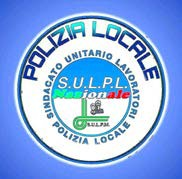 POLIZIA LOCALE
SINDACATO UNITARIO LAVORATORI
S.U.L.P.L.
Nazionale
S.U.L.P.M.
POLIZIA LOCALE